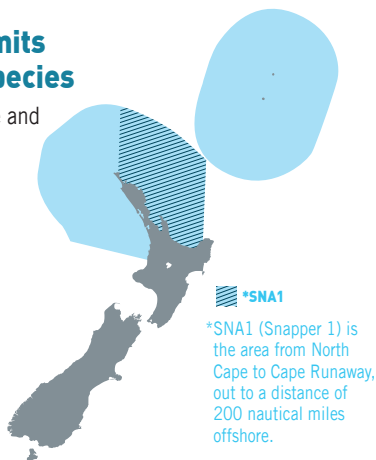 mits
pecies
and
*SNA1
*SNA1 (Snapper 1) is
the area from North
Cape to Cape Runaway,
out to a distance of
200 nautical miles
offshore.